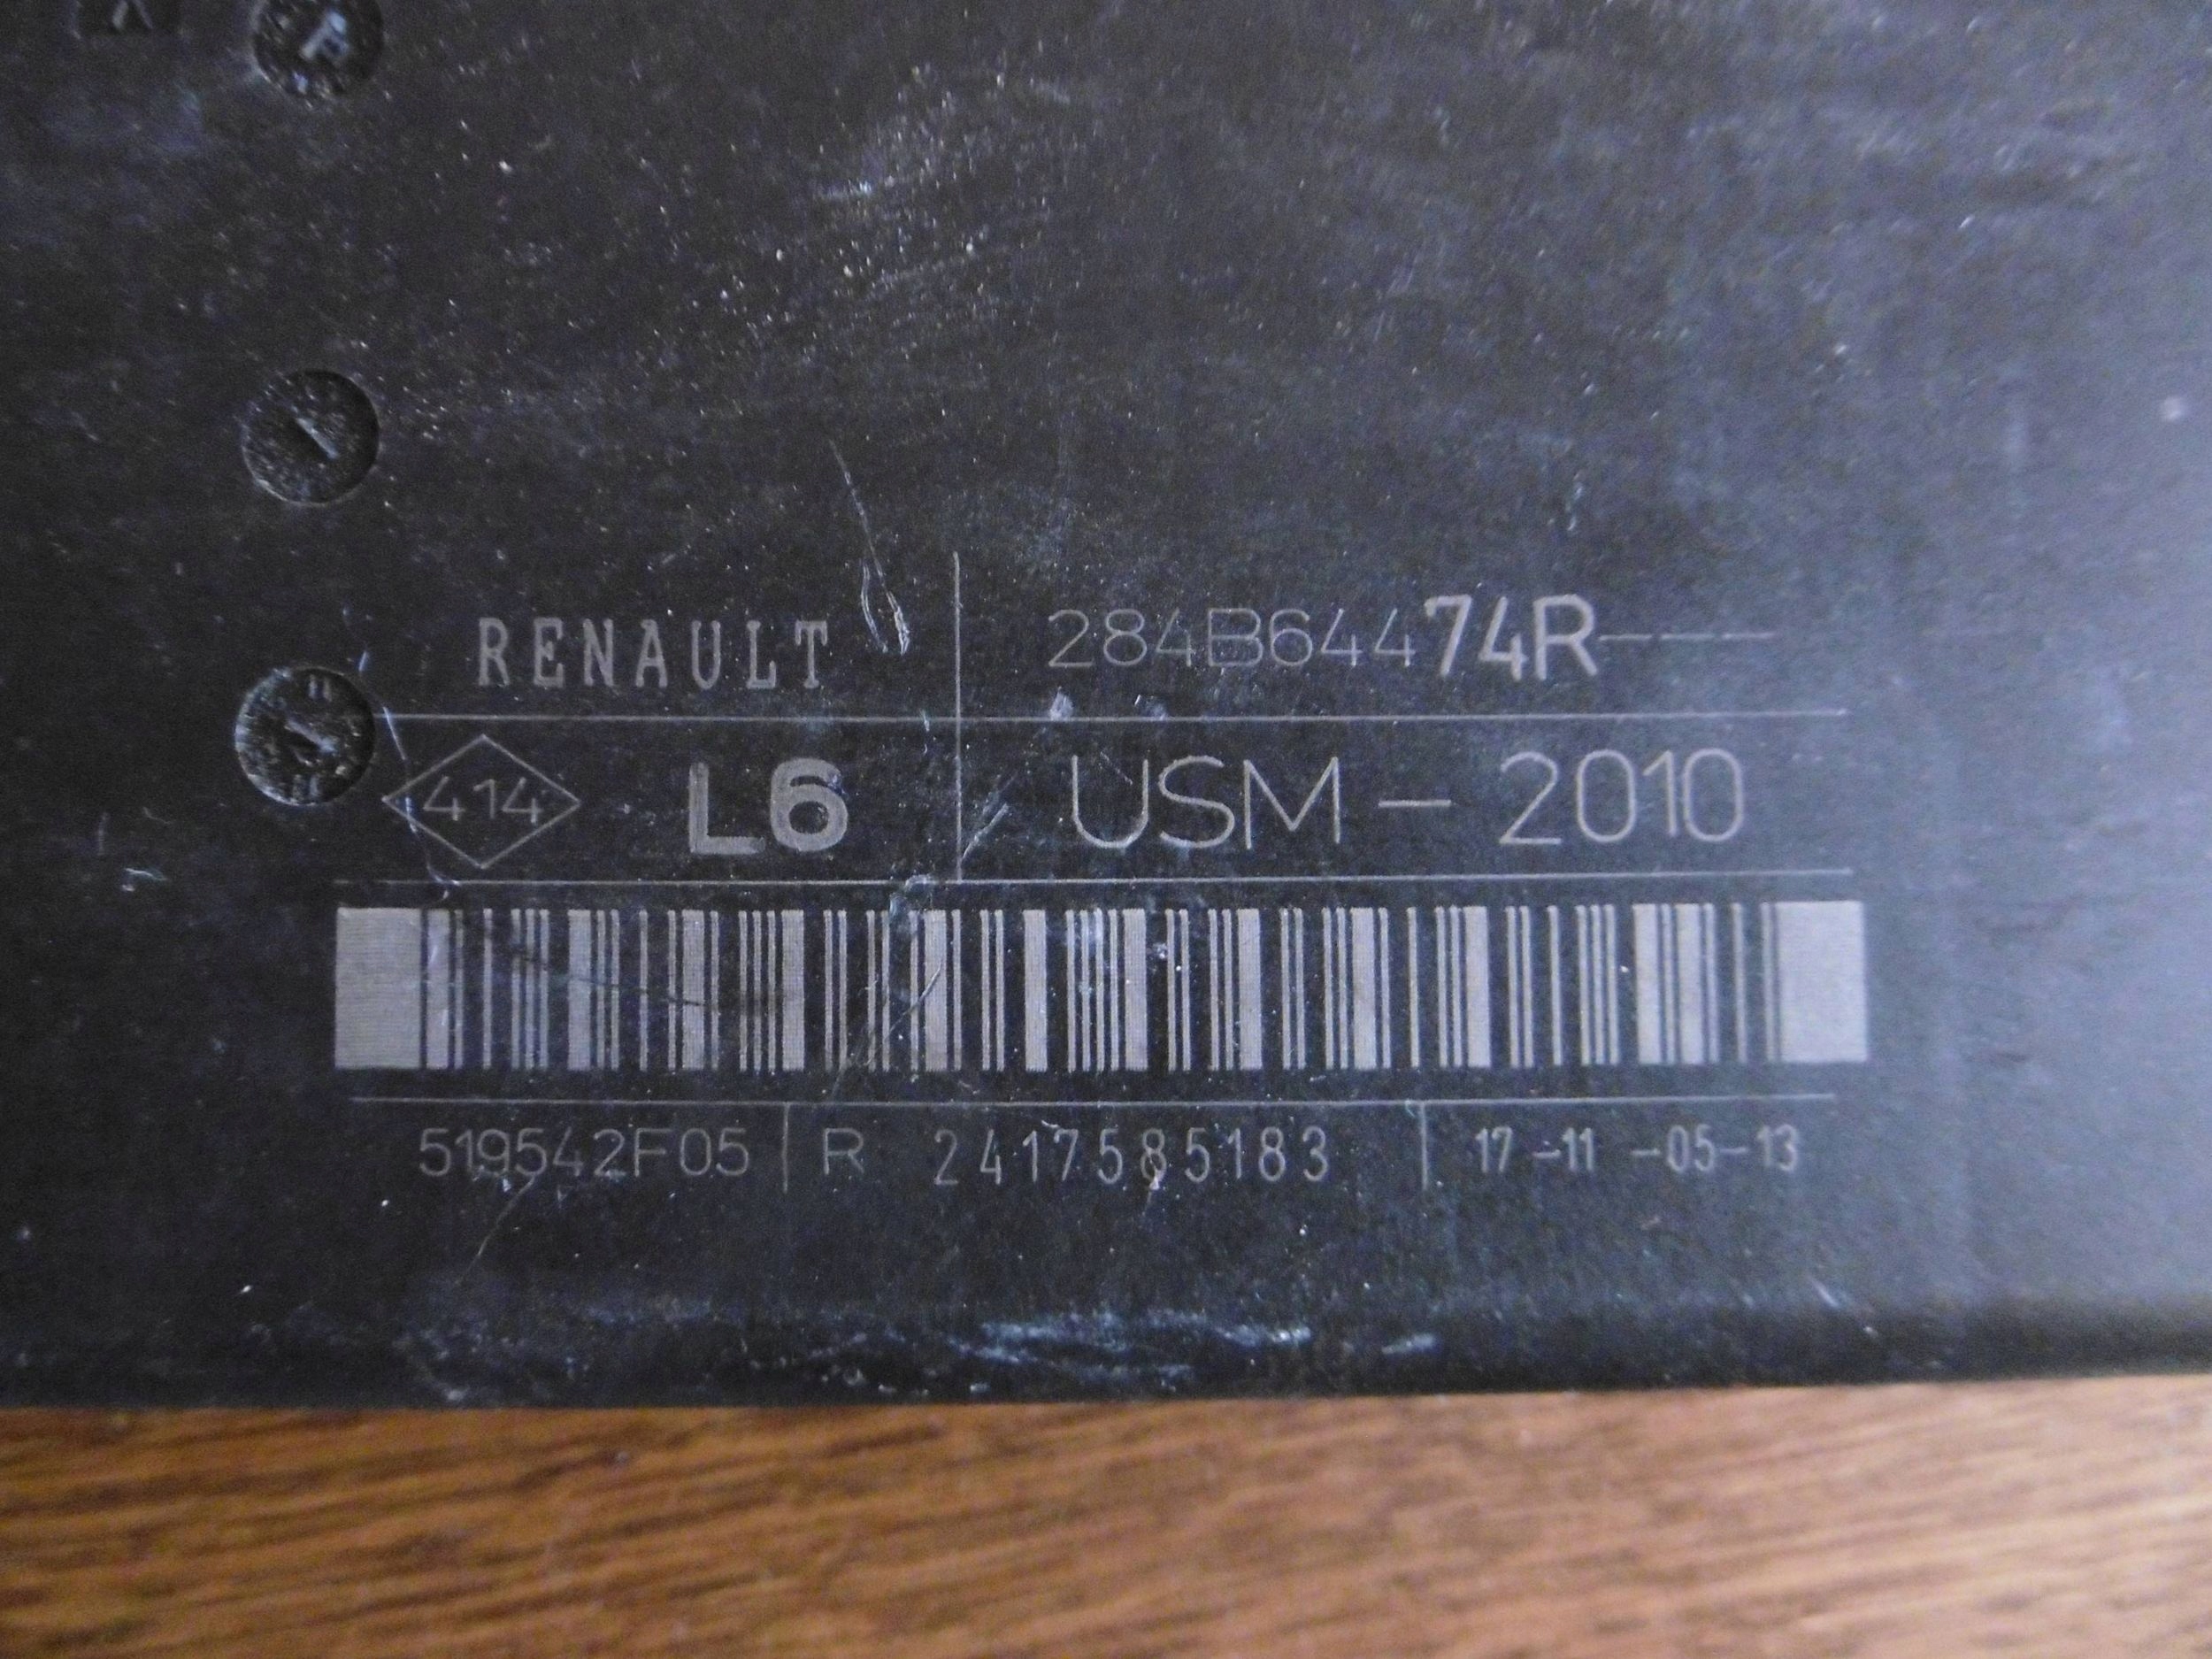 RENAULT 284B64474R----
414 L6 USM - 2010
519542F05 R 2417585183 17-11 -05-13